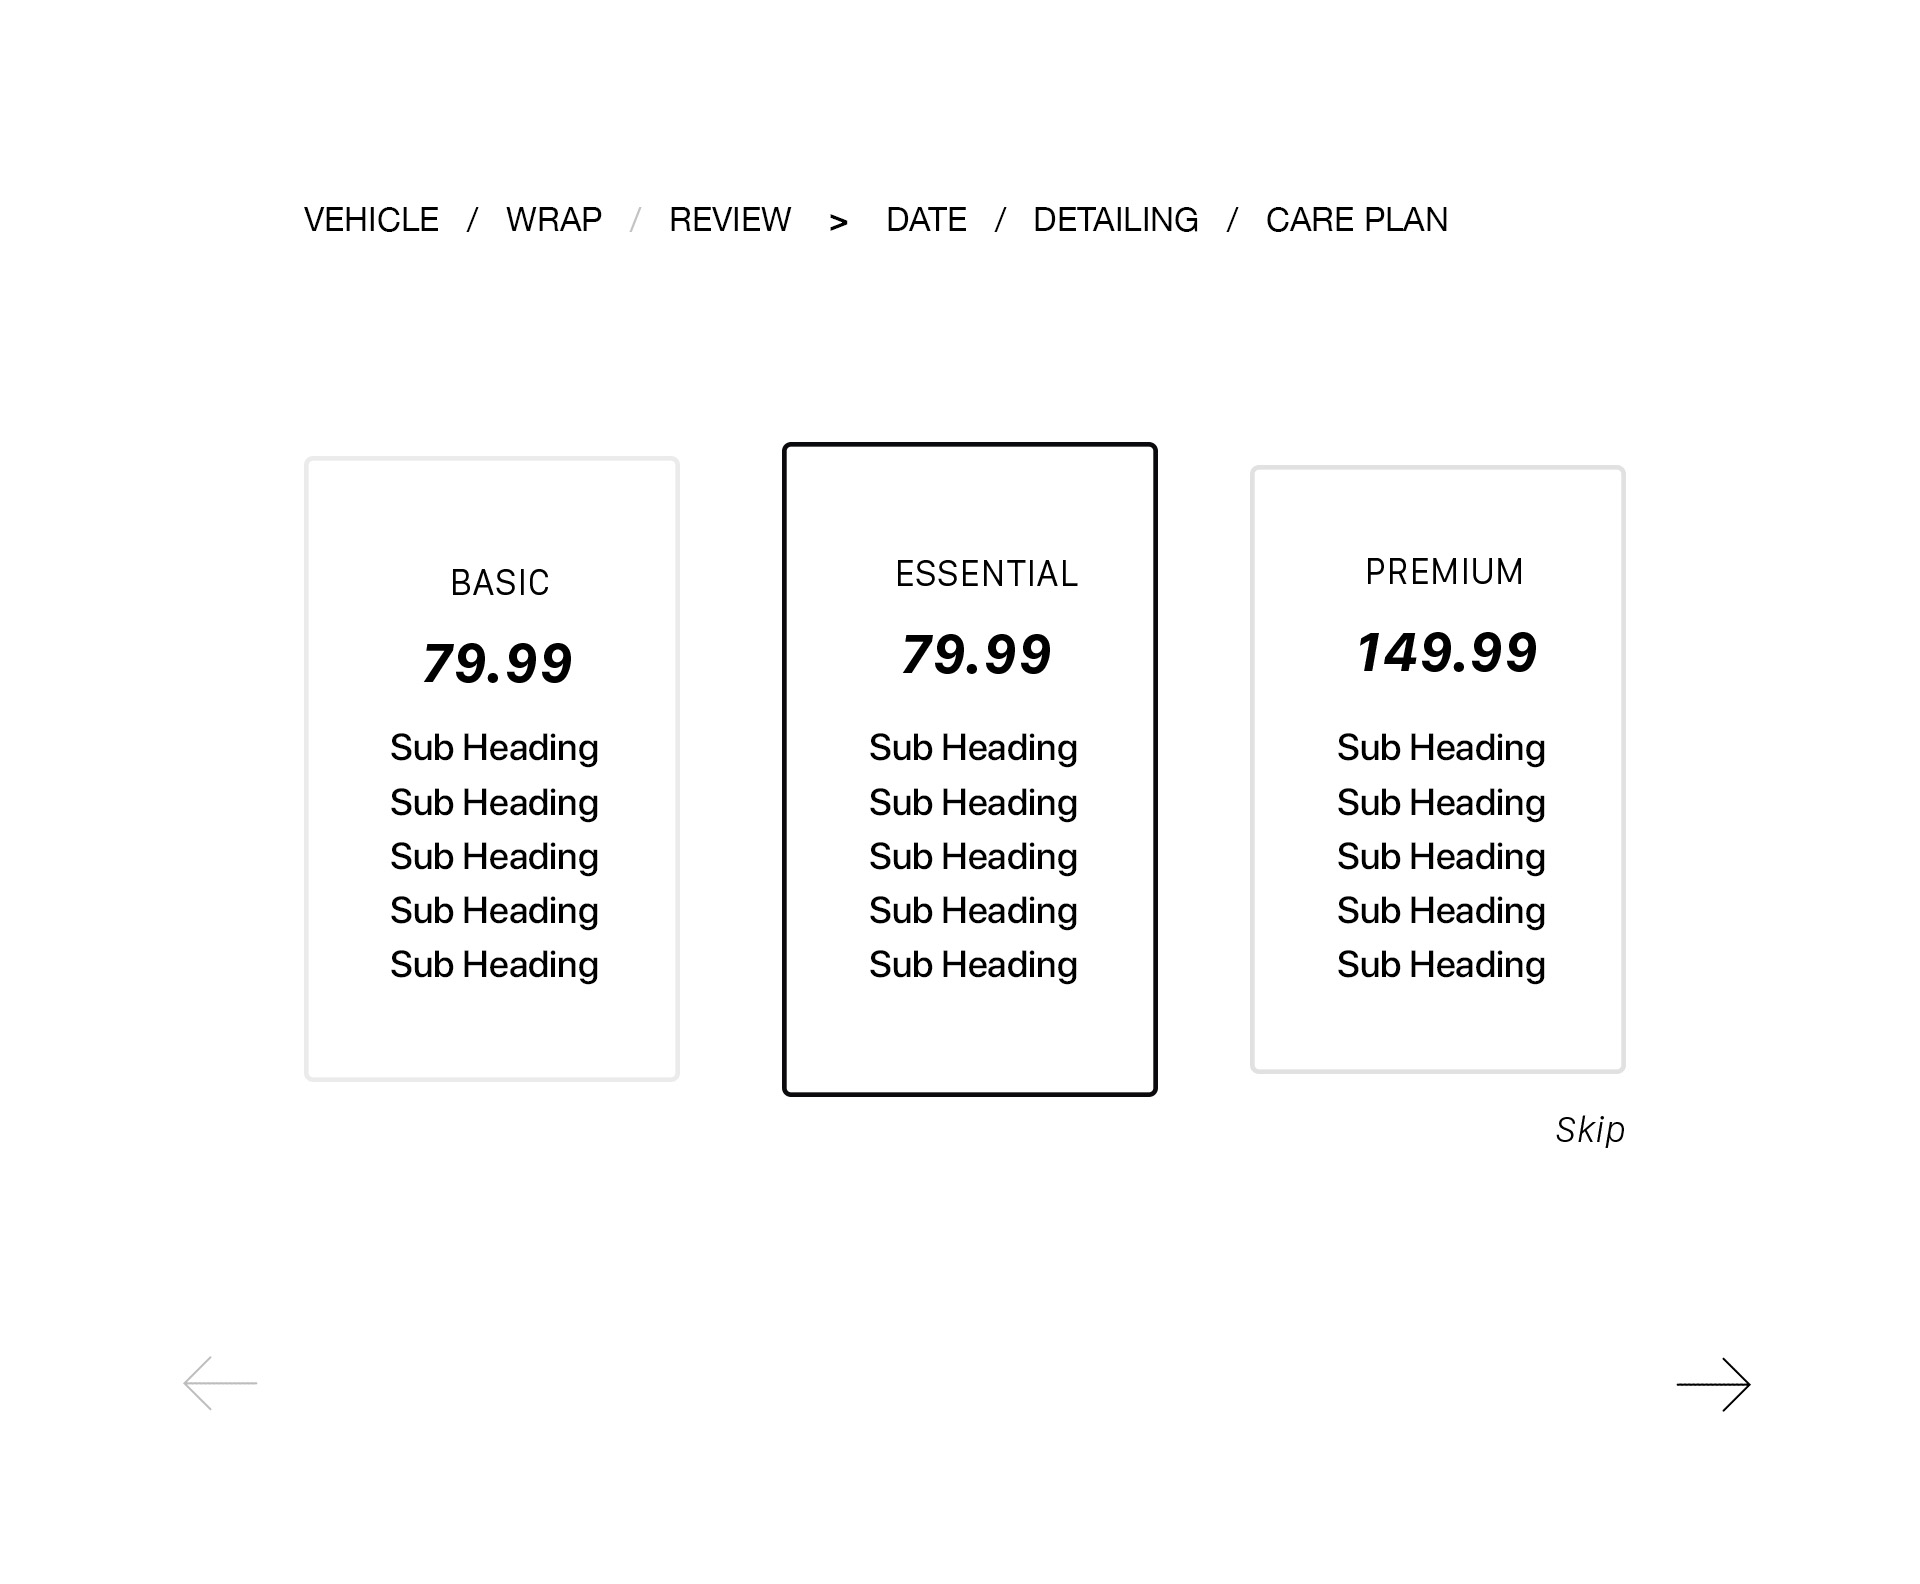 VEHICLE / WRAP / REVIEW > DATE / DETAILING / CARE PLAN
BASIC
79.99
Sub Heading
Sub Heading
Sub Heading
Sub Heading
Sub Heading
ESSENTIAL
79.99
Sub Heading
Sub Heading
Sub Heading
Sub Heading
Sub Heading
PREMIUM
149.99
Sub Heading
Sub Heading
Sub Heading
Sub Heading
Sub Heading
Skip